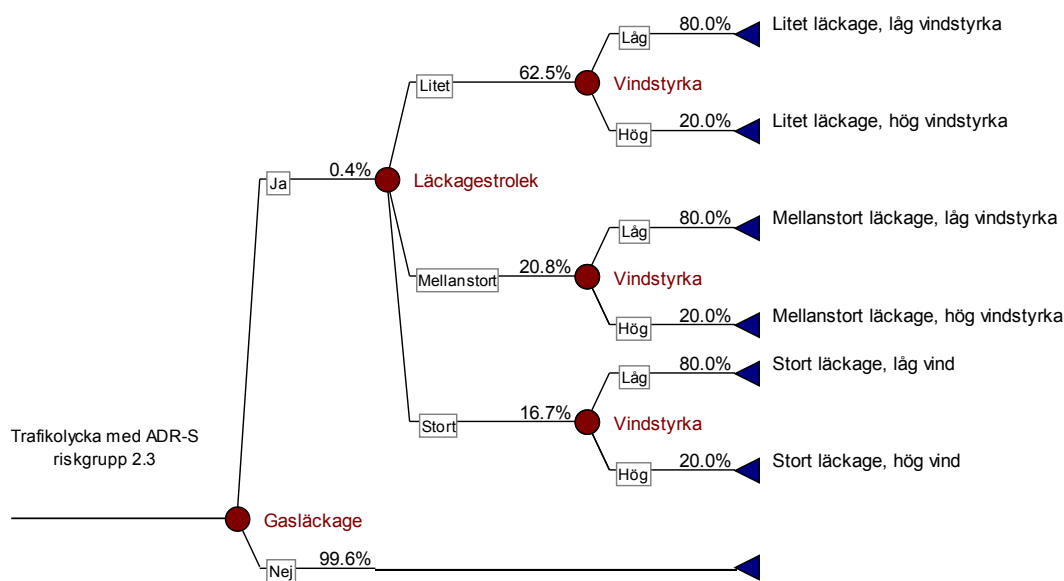 Låg 80.0% Litet läckage, låg vindstyrka
Litet 62.5% Vindstyrka
Hög 20.0% Litet läckage, hög vindstyrka
Ja 0.4% Läckagestrolek
Låg 80.0% Mellanstort läckage, låg vindstyrka
Mellanstort 20.8% Vindstyrka
Hög 20.0% Mellanstort läckage, hög vindstyrka
Låg 80.0% Stort läckage, låg vind
Stort 16.7% Vindstyrka
Trafikolycka med ADR-S
riskgrupp 2.3
Hög 20.0% Stort läckage, hög vind
Gasläckage
Nej 99.6%